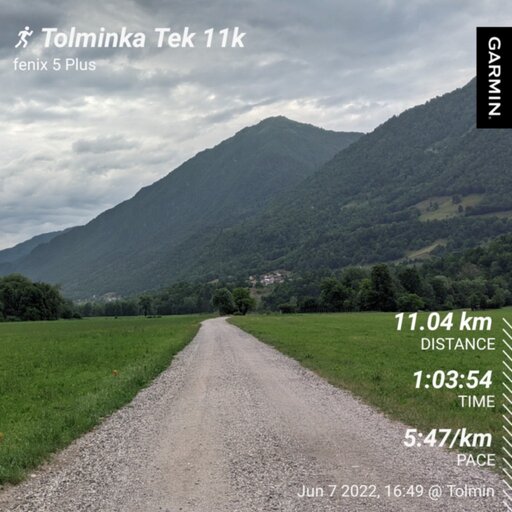 Tolminka Tek 11k
fenix 5 Plus
GARMIN.
11.04 km
DISTANCE
1:03:54
TIME
5:47/km
PACE
Jun 7 2022, 16:49 @ Tolmin